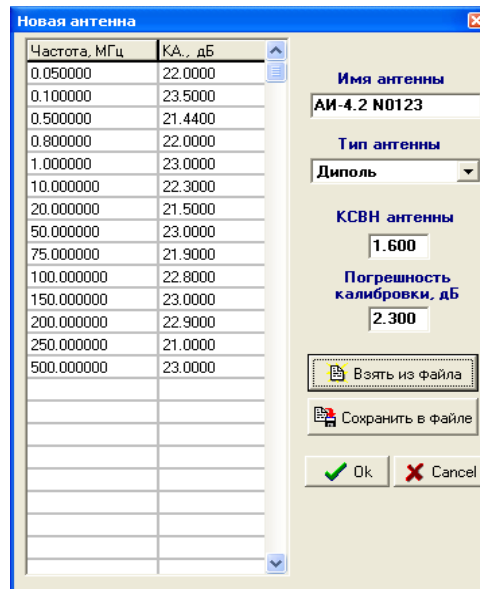 Новая антенна
Частота, МГц КА., дБ
0.050000 22.0000
0.100000 23.5000
0.500000 21.4400
0.800000 22.0000
1.000000 23.0000
10.000000 22.3000
20.000000 21.5000
50.000000 23.0000
75.000000 21.9000
100.000000 22.8000
150.000000 23.0000
200.000000 22.9000
250.000000 21.0000
500.000000 23.0000
Имя антенны
АИ-4.2 N0123
Тип антенны
Диполь
КСВН антенны
1.600
Погрешность
калибровки, дБ
2.300
Взять из файла
Сохранить в файле
Ok Cancel